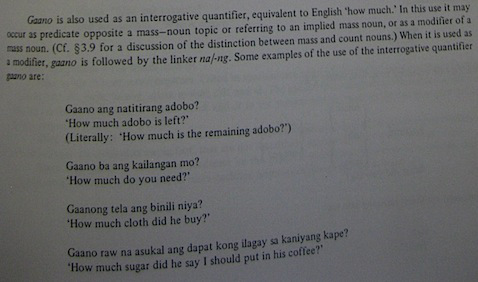 Gaano is also used as an interrogative quantifier, equivalent to English 'how much.' In this use it may
occur as predicate opposite a mass-noun topic or referring to an implied mass noun, or as a modifier of a
mass noun. (Cf. §3.9 for a discussion of the distinction between mass and count nouns.) When it is used as
a modifier, gaano is followed by the linker na/-ng. Some examples of the use of the interrogative quantifier
gaano are:
Gaano ang natitirang adobo?
'How much adobo is left?'
(Literally: 'How much is the remaining adobo?')
Gaano ba ang kailangan mo?
'How much do you need?'
Gaanong tela ang binili niya?
'How much cloth did he buy?'
Gaano raw na asukal ang dapat kong ilagay sa kaniyang kape?
'How much sugar did he say I should put in his coffee?'